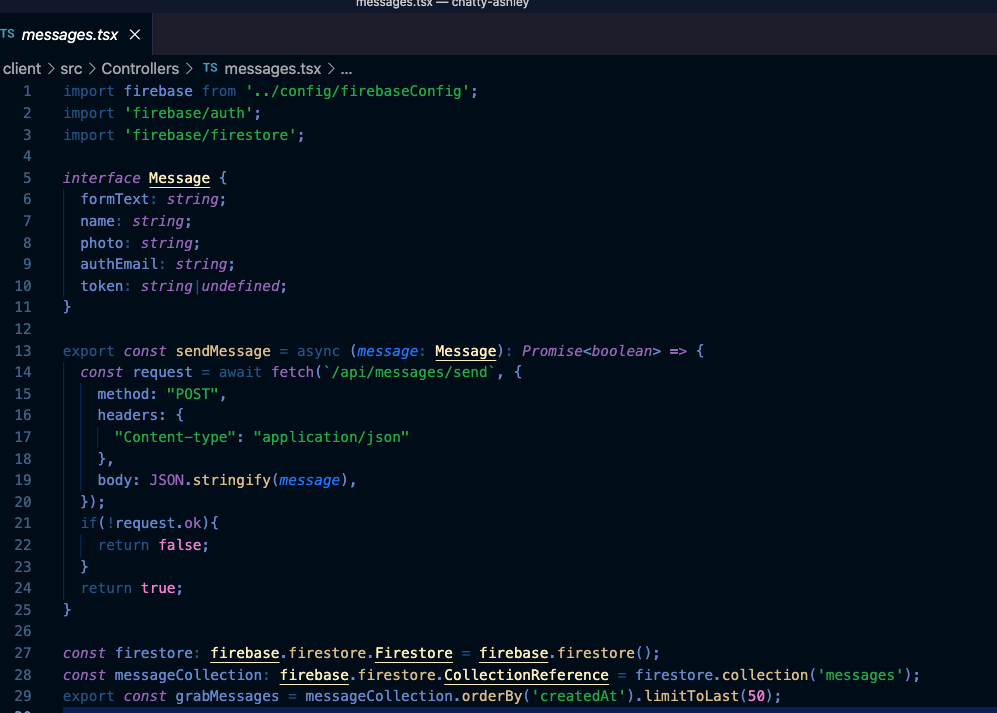 messages.tsx — chatty-ashley
TS messages.tsx ×
client > src > Controllers > TS messages.tsx > ...
1 import firebase from '../config/firebaseConfig';
2 import 'firebase/auth';
3 import 'firebase/firestore';
4
5 interface Message {
6   formText: string;
7   name: string;
8   photo: string;
9   authEmail: string;
10   token: string|undefined;
11 }
12
13 export const sendMessage = async (message: Message): Promise<boolean> => {
14   const request = await fetch(`/api/messages/send`, {
15     method: "POST",
16     headers: {
17       "Content-type": "application/json"
18     },
19     body: JSON.stringify(message),
20   });
21   if(!request.ok){
22     return false;
23   }
24   return true;
25 }
26
27 const firestore: firebase.firestore.Firestore = firebase.firestore();
28 const messageCollection: firebase.firestore.CollectionReference = firestore.collection('messages');
29 export const grabMessages = messageCollection.orderBy('createdAt').limitToLast(50);